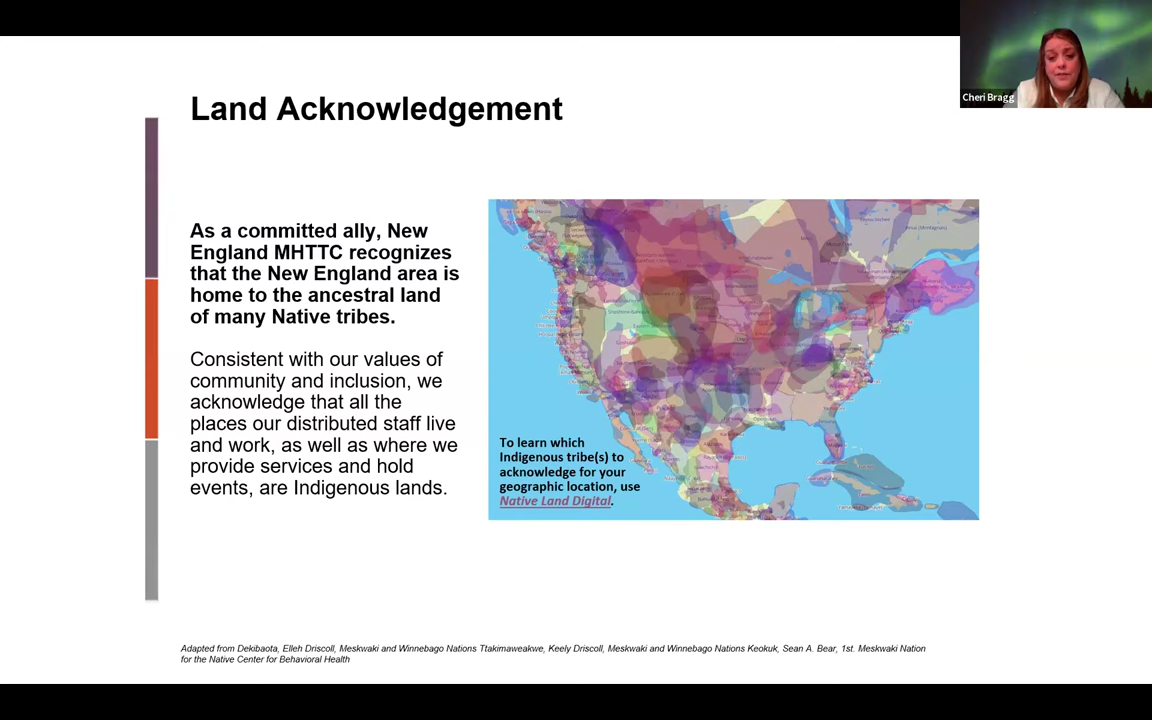 Cheri Bragg
Land Acknowledgement
As a committed ally, New
England MHTTC recognizes
that the New England area is
home to the ancestral land
of many Native tribes.
Consistent with our values of
community and inclusion, we
acknowledge that all the
places our distributed staff live
and work, as well as where we
provide services and hold
events, are Indigenous lands.
To learn which
Indigenous tribe(s) to
acknowledge for your
geographic location, use
Native Land Digital.
Adapted from Dekibaota, Elleh Driscoll, Meskwaki and Winnebago Nations Ttakimaweakwe, Keely Driscoll, Meskwaki and Winnebago Nations Keokuk, Sean A. Bear, 1st. Meskwaki Nation
for the Native Center for Behavioral Health